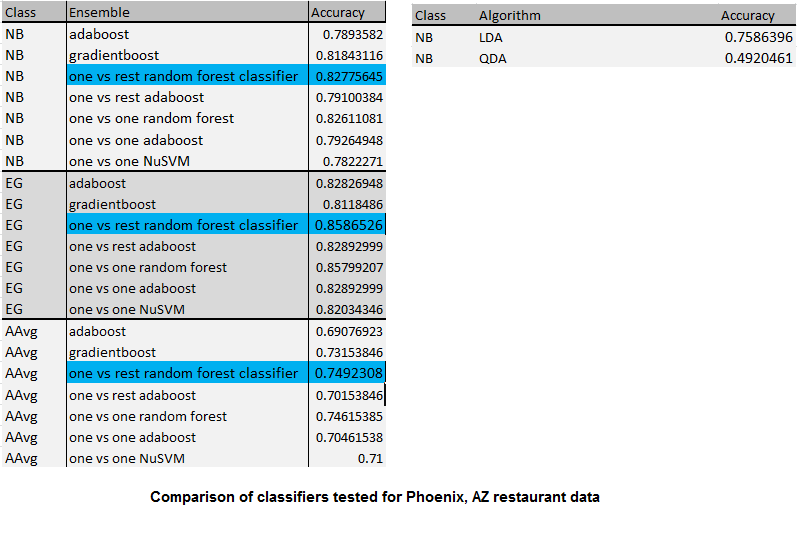 Class Ensemble Accuracy
NB adaboost 0.7893582
NB gradientboost 0.81843116
NB one vs rest random forest classifier 0.82775645
NB one vs rest adaboost 0.79100384
NB one vs one random forest 0.82611081
NB one vs one adaboost 0.79264948
NB one vs one NuSVM 0.7822271
EG adaboost 0.82826948
EG gradientboost 0.8118486
EG one vs rest random forest classifier 0.8586526
EG one vs rest adaboost 0.82892999
EG one vs one random forest 0.85799207
EG one vs one adaboost 0.82892999
EG one vs one NuSVM 0.82034346
AAvg adaboost 0.69076923
AAvg gradientboost 0.73153846
AAvg one vs rest random forest classifier 0.7492308
AAvg one vs rest adaboost 0.70153846
AAvg one vs one random forest 0.74615385
AAvg one vs one adaboost 0.70461538
AAvg one vs one NuSVM 0.71
Class Algorithm Accuracy
NB LDA 0.7586396
NB QDA 0.4920461
Comparison of classifiers tested for Phoenix, AZ restaurant data